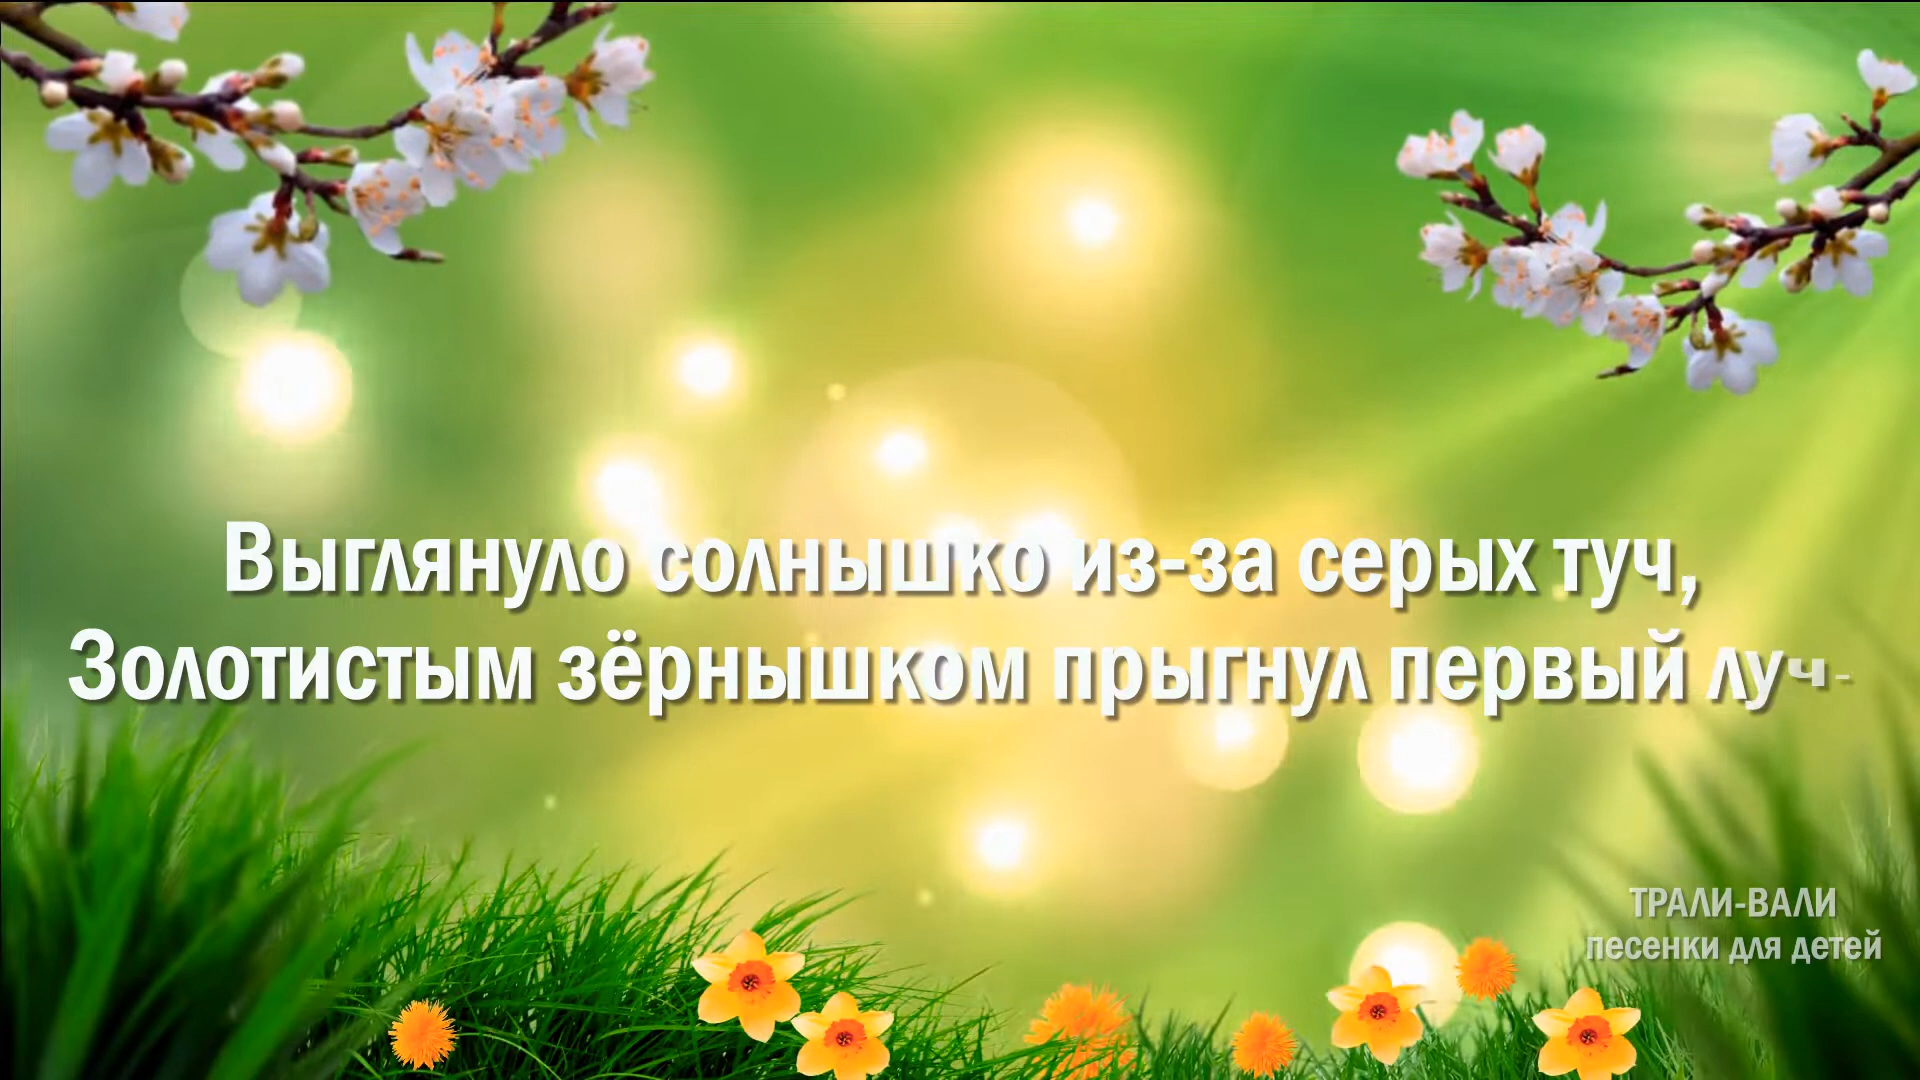 Выглянуло солнышко из-за серых туч,
Золотистым зёрнышком прыгнул первый луч-
ТРАЛИ-ВАЛИ
песенки для детей